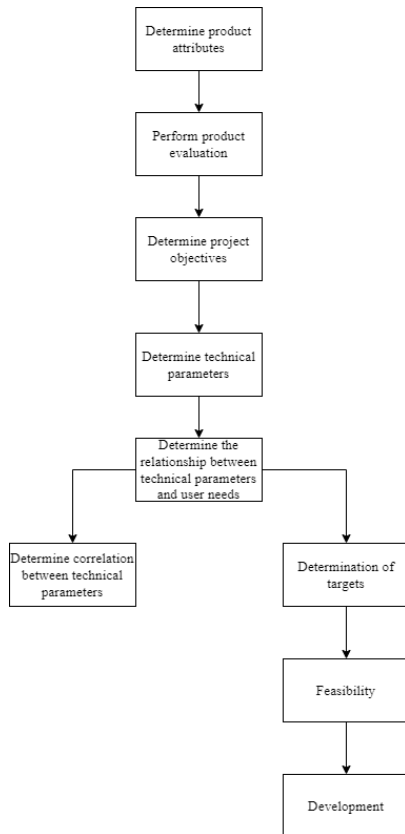 Determine product
attributes
Perform product
evaluation
Determine project
objectives
Determine technical
parameters
Determine the
relationship between
technical parameters
and user needs
Determine correlation
between technical
parameters
Determination of
targets
Feasibility
Development